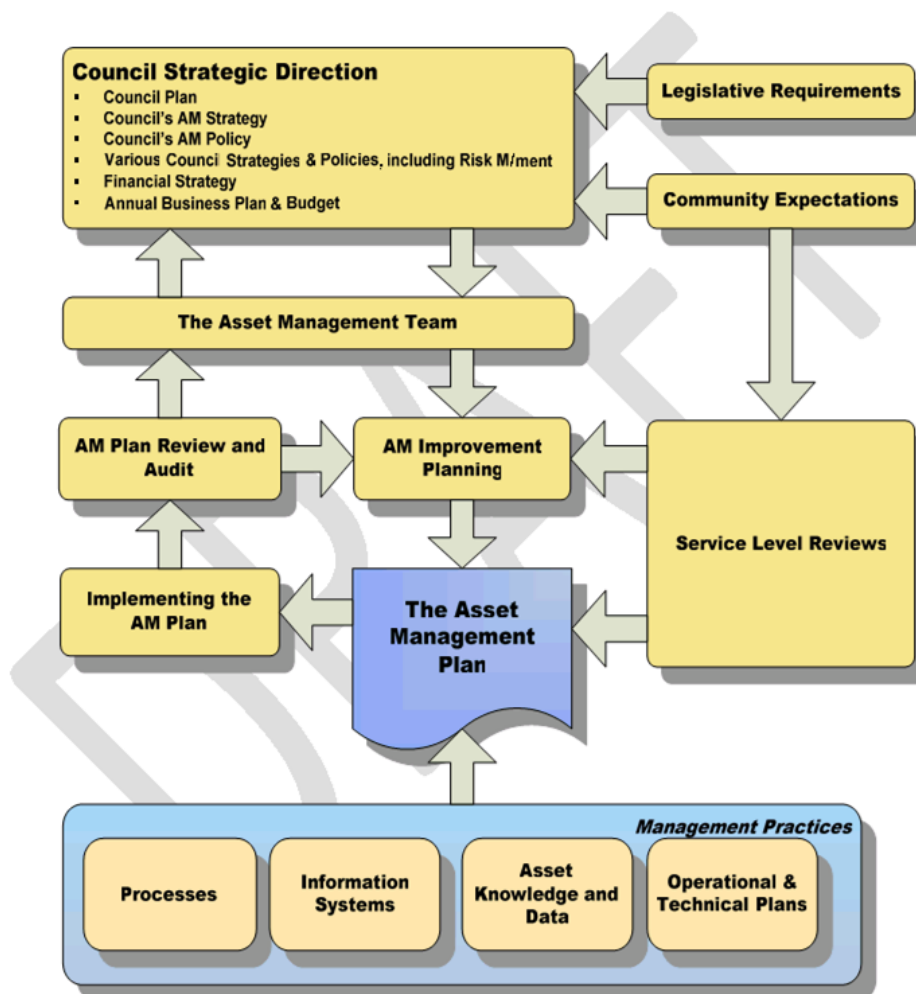 Council Strategic Direction
▪ Council Plan
▪ Council's AM Strategy
▪ Council's AM Policy
▪ Various Counci Strategies & Policies, including Risk M/ment
▪ Financial Strategy
▪ Annual Business Plan & Budget
Legislative Requirements
Community Expectations
The Asset Management Team
AM Plan Review and
Audit
AM Improvement
Planning
Service Level Reviews
Implementing the
AM Plan
The Asset
Management
Plan
Management Practices
Processes
Information
Systems
Asset
Knowledge and
Data
Operational &
Technical Plans
DRAFT